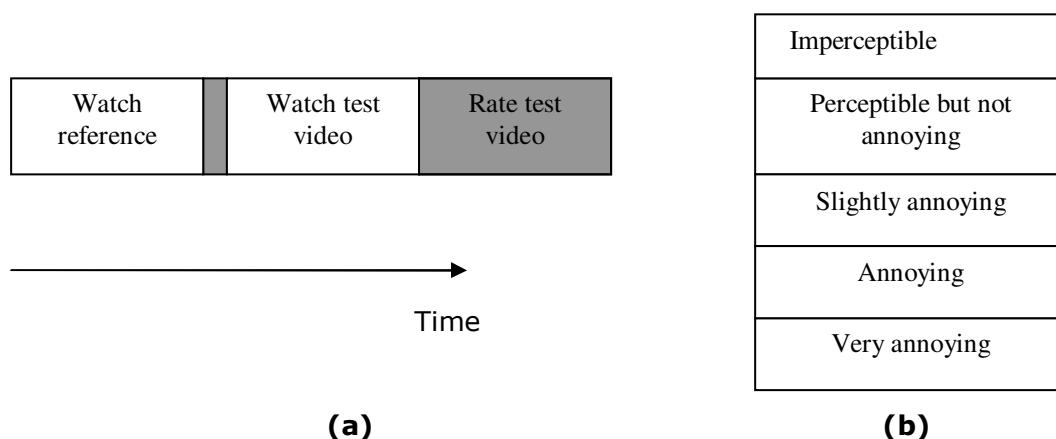 Watch
reference
Watch test
video
Rate test
video
Time
(a)
Imperceptible
Perceptible but not
annoying
Slightly annoying
Annoying
Very annoying
(b)